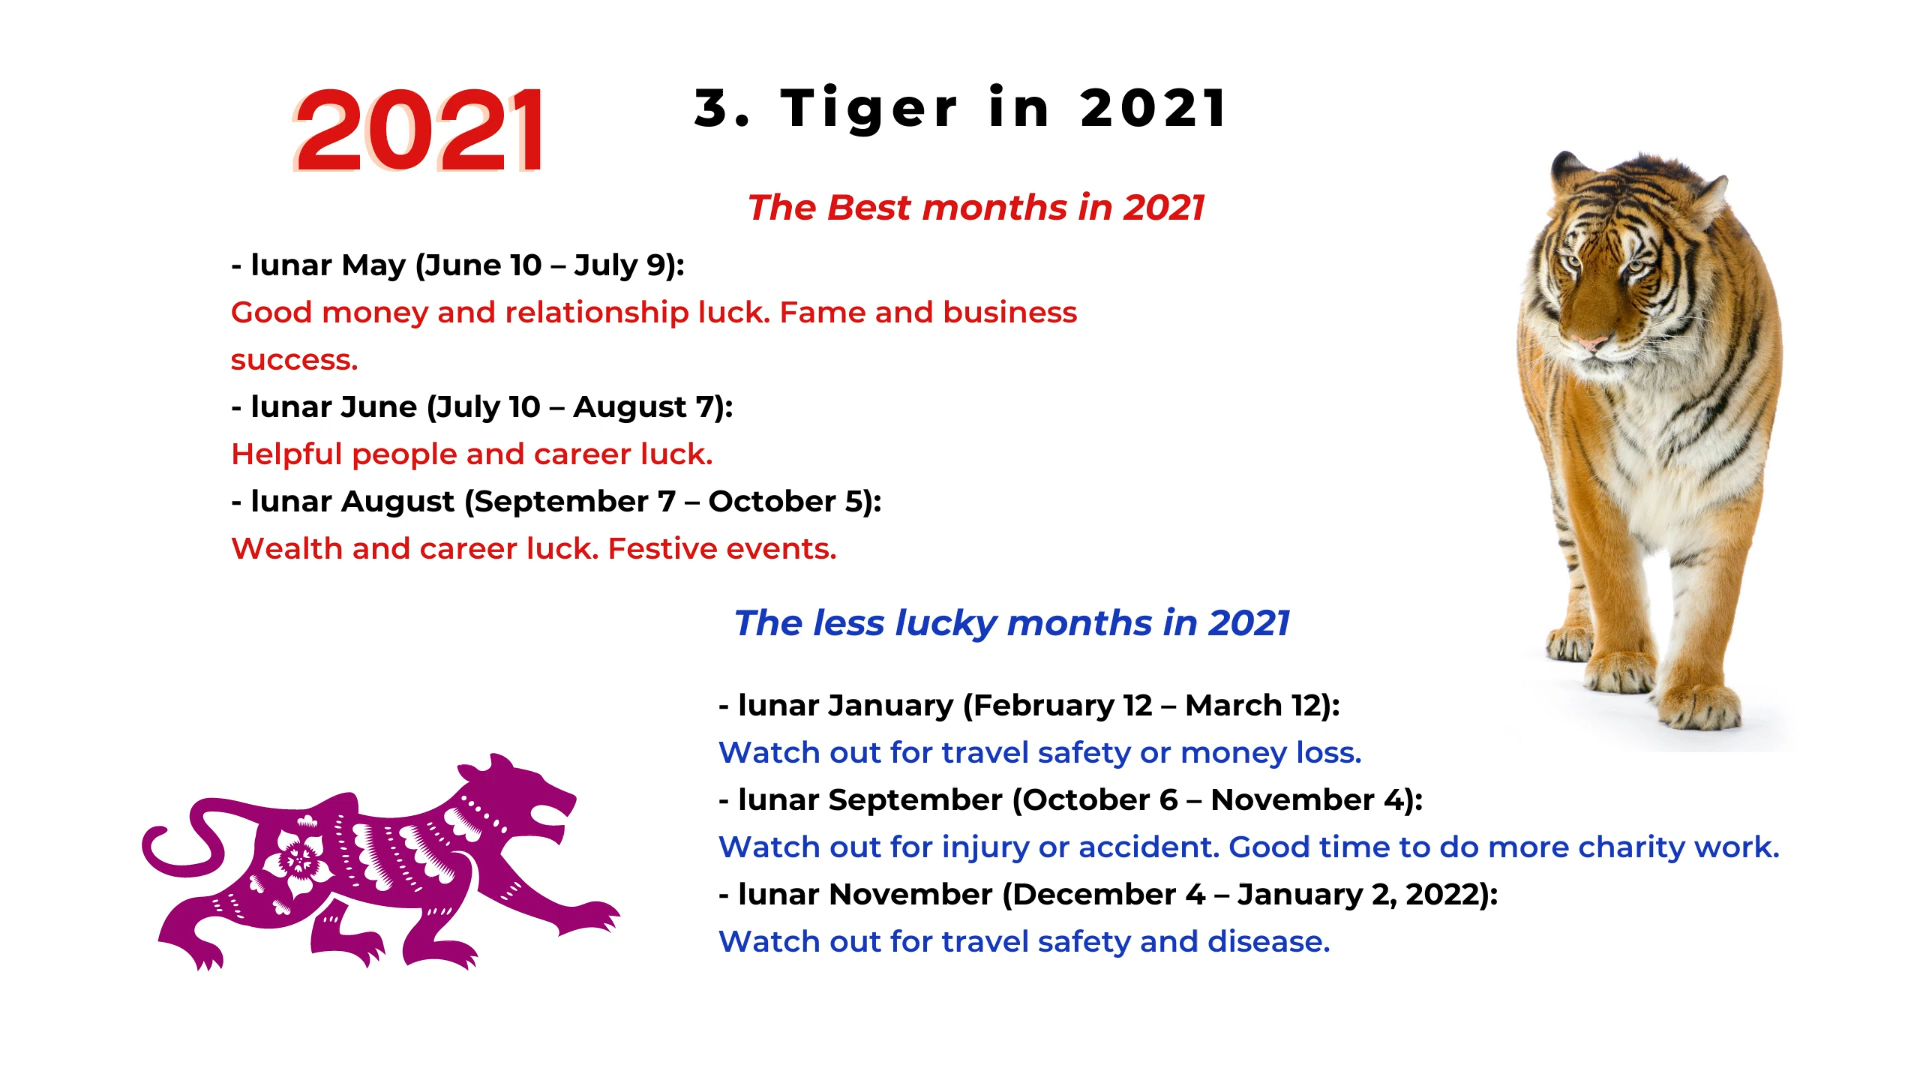 2021
3. Tiger in 2021
The Best months in 2021
- lunar May (June 10 – July 9):
Good money and relationship luck. Fame and business
success.
- lunar June (July 10 – August 7):
Helpful people and career luck.
- lunar August (September 7 – October 5):
Wealth and career luck. Festive events.
The less lucky months in 2021
- lunar January (February 12 – March 12):
Watch out for travel safety or money loss.
- lunar September (October 6 – November 4):
Watch out for injury or accident. Good time to do more charity work.
- lunar November (December 4 – January 2, 2022):
Watch out for travel safety and disease.